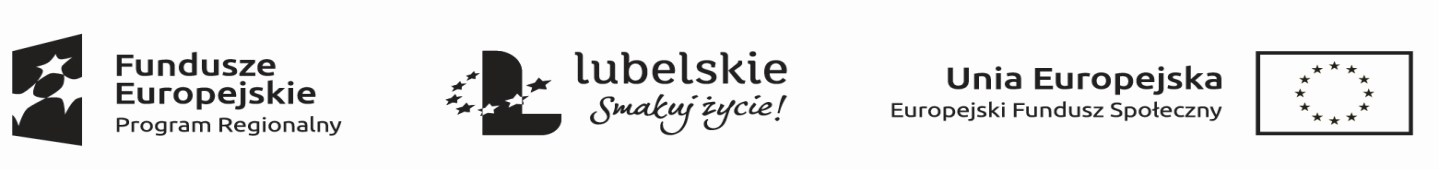 Fundusze
Europejskie
Program Regionalny
lubelskie
Smakuj życie!
Unia Europejska
Europejski Fundusz Społeczny